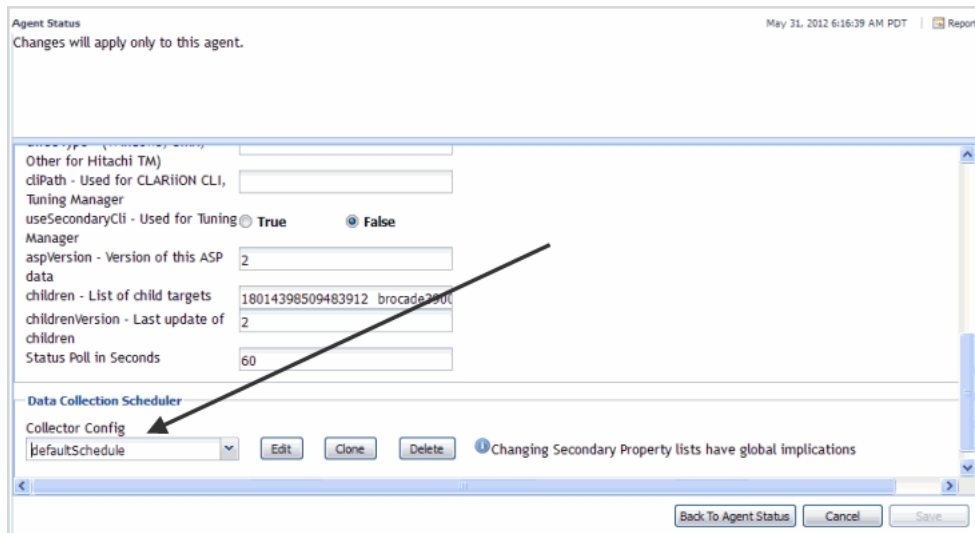 Agent Status
May 31, 2012 6:16:39 AM PDT | Report
Changes will apply only to this agent.
Other for Hitachi TM)
cliPath - Used for CLARiiON CLI,
Tuning Manager
useSecondaryCli - Used for Tuning True False
Manager
aspVersion - Version of this ASP 2
data
children - List of child targets 18014398509483912 brocade3900
childrenVersion - Last update of 2
children
Status Poll in Seconds 60
Data Collection Scheduler
Collector Config
defaultSchedule Edit Clone Delete Changing Secondary Property lists have global implications
Back To Agent Status Cancel Save